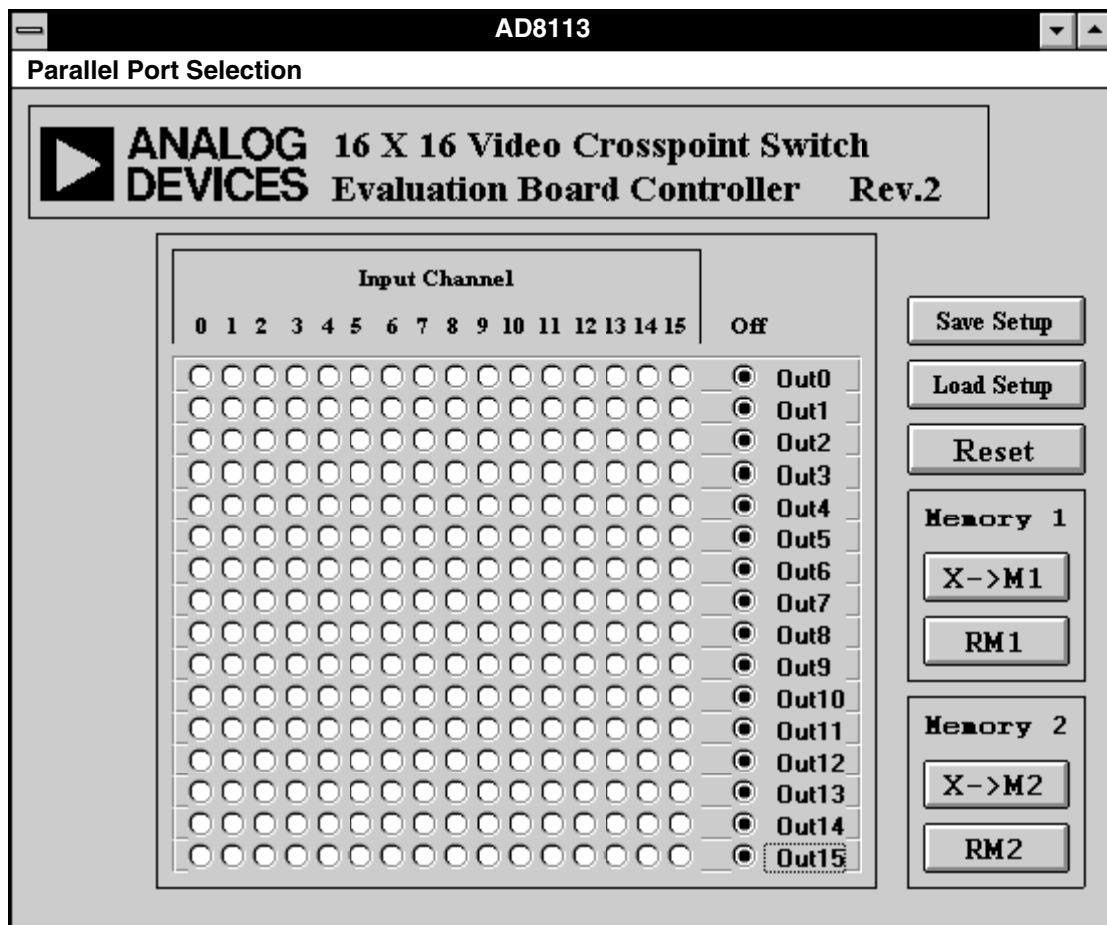 AD8113
Parallel Port Selection
ANALOG
DEVICES
16 X 16 Video Crosspoint Switch
Evaluation Board Controller Rev.2
Input Channel
0 1 2 3 4 5 6 7 8 9 10 11 12 13 14 15 Off
Out0
Out1
Out2
Out3
Out4
Out5
Out6
Out7
Out8
Out9
Out10
Out11
Out12
Out13
Out14
Out15
Save Setup
Load Setup
Reset
Memory 1
X->M1
RM1
Memory 2
X->M2
RM2